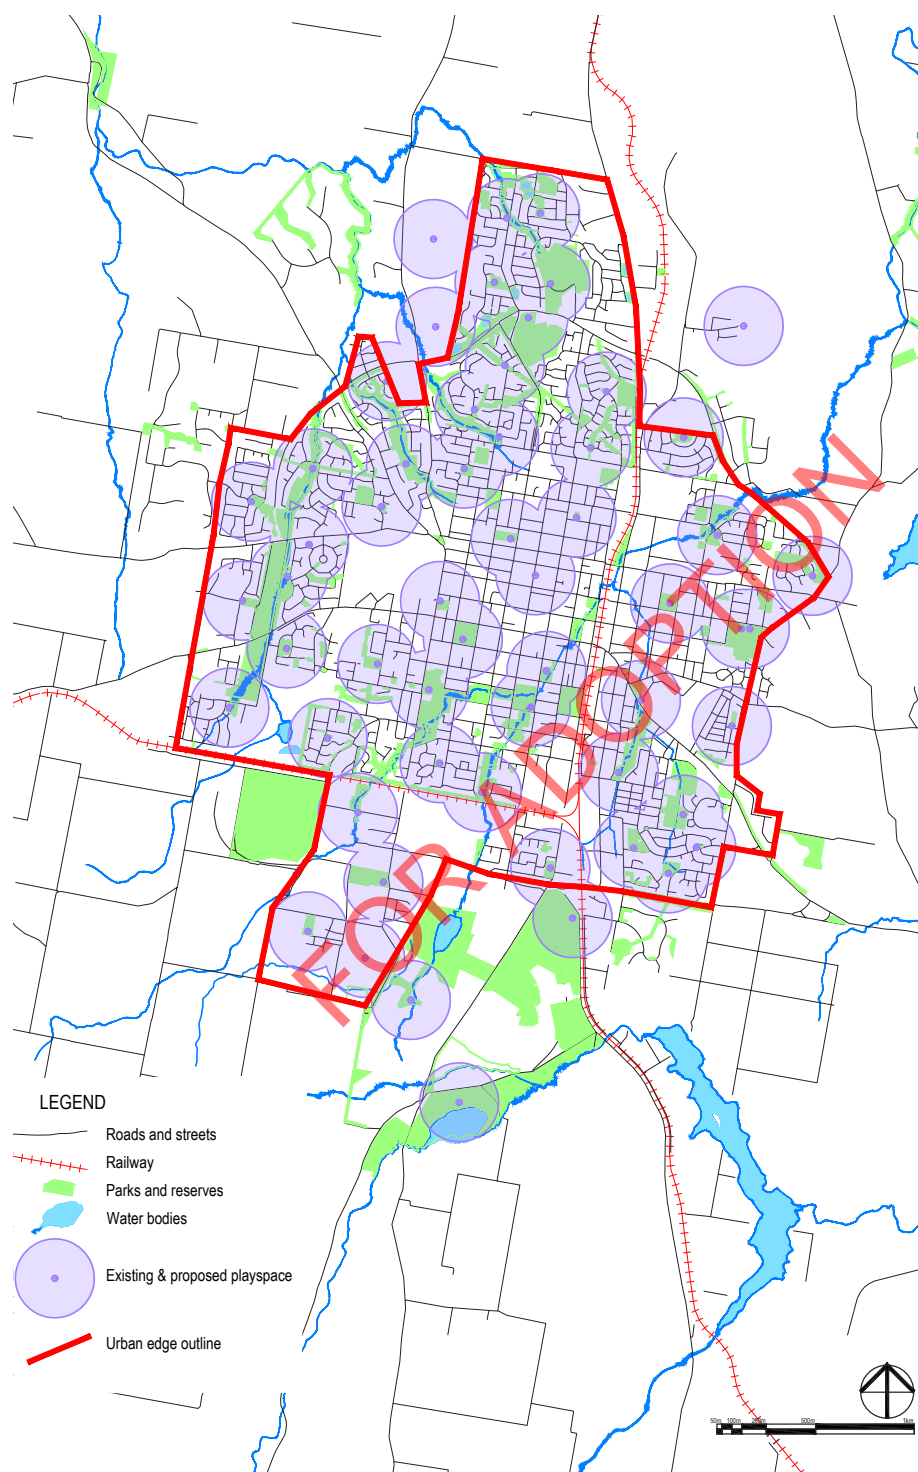 FOR ADOPTION
LEGEND
Roads and streets
Railway
Parks and reserves
Water bodies
Existing & proposed playspace
Urban edge outline
50m 100m 250m 500m 1km